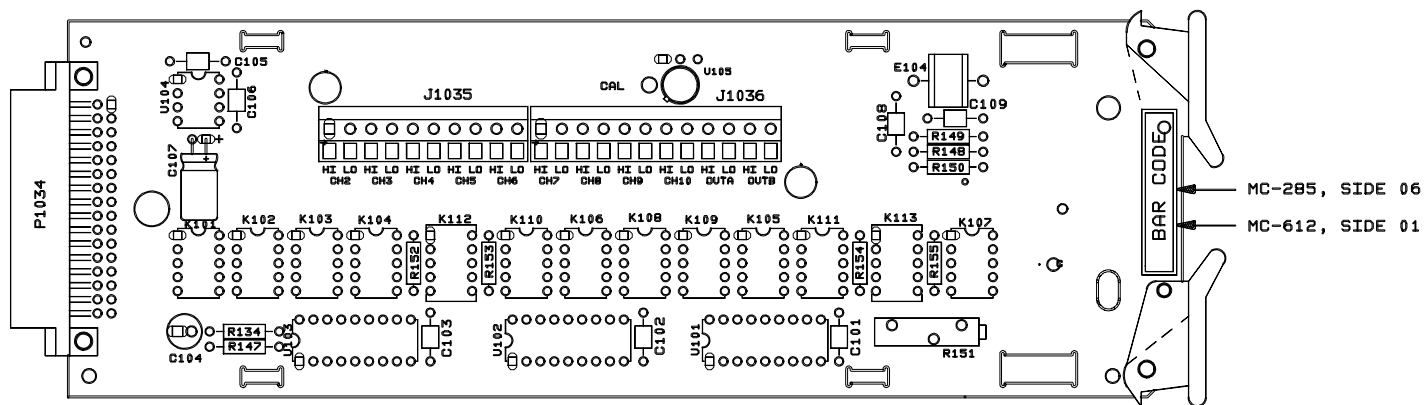 C105
U104
C106
C107
+
+
P1034
J1035
CAL
U105
J1036
HI LO HI LO HI LO HI LO HI LO HI LO HI LO HI LO HI LO HI LO HI LO
CH2 CH3 CH4 CH5 CH6 CH7 CH8 CH9 CH10 OUTA OUTB
E104
C109
C108
R149
R148
R150
BAR CODE
MC-285, SIDE 06
MC-612, SIDE 01
K101 K102 K103 K104 K112 K110 K106 K108 K109 K105 K111 K113 K107
R152 R153 R154 R155
C104
R134
R147
U103
C103
U102
C102
U101
C101
R151